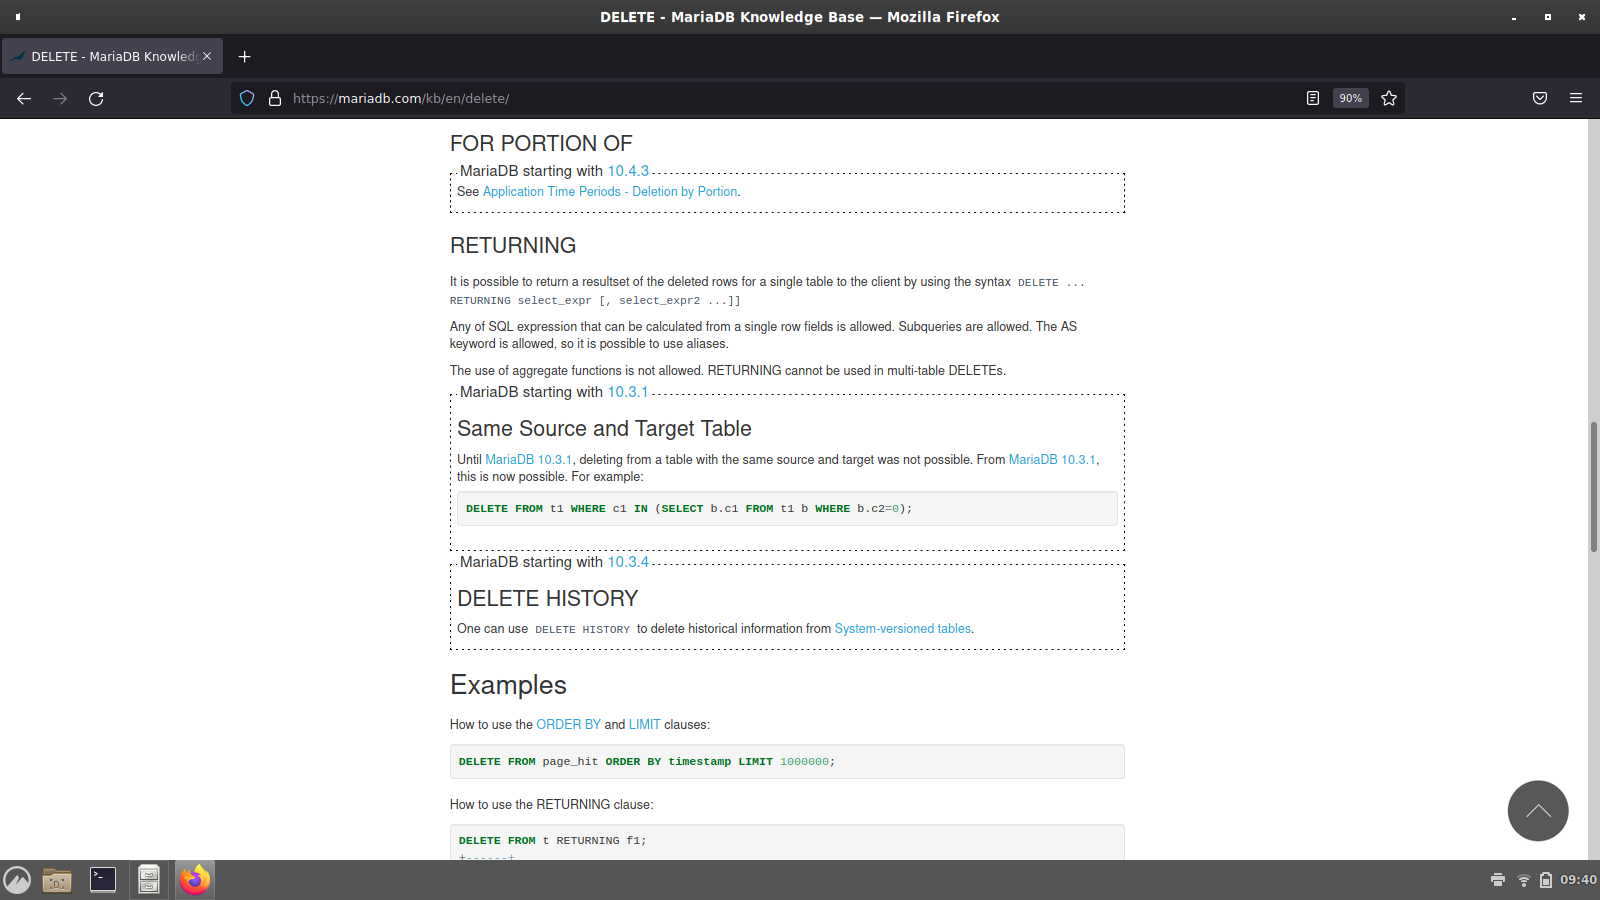 DELETE - MariaDB Knowledge Base — Mozilla Firefox
DELETE - MariaDB Knowledg
https://mariadb.com/kb/en/delete/
90%
FOR PORTION OF
MariaDB starting with 10.4.3
See Application Time Periods - Deletion by Portion.
RETURNING
It is possible to return a resultset of the deleted rows for a single table to the client by using the syntax DELETE ...
RETURNING select_expr [, select_expr2 ...]]
Any of SQL expression that can be calculated from a single row fields is allowed. Subqueries are allowed. The AS
keyword is allowed, so it is possible to use aliases.
The use of aggregate functions is not allowed. RETURNING cannot be used in multi-table DELETEs.
MariaDB starting with 10.3.1
Same Source and Target Table
Until MariaDB 10.3.1, deleting from a table with the same source and target was not possible. From MariaDB 10.3.1,
this is now possible. For example:
DELETE FROM t1 WHERE c1 IN (SELECT b.c1 FROM t1 b WHERE b.c2=0);
MariaDB starting with 10.3.4
DELETE HISTORY
One can use DELETE HISTORY to delete historical information from System-versioned tables.
Examples
How to use the ORDER BY and LIMIT clauses:
DELETE FROM page_hit ORDER BY timestamp LIMIT 1000000;
How to use the RETURNING clause:
DELETE FROM t RETURNING f1;
+------+
09:40